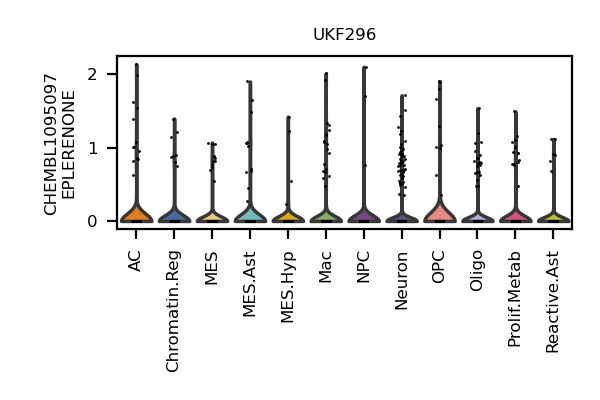 UKF296
CHEMBL1095097
EPLERENONE
2
1
0
AC
Chromatin.Reg
MES
MES.Ast
MES.Hyp
Mac
NPC
Neuron
OPC
Oligo
Prolif.Metab
Reactive.Ast